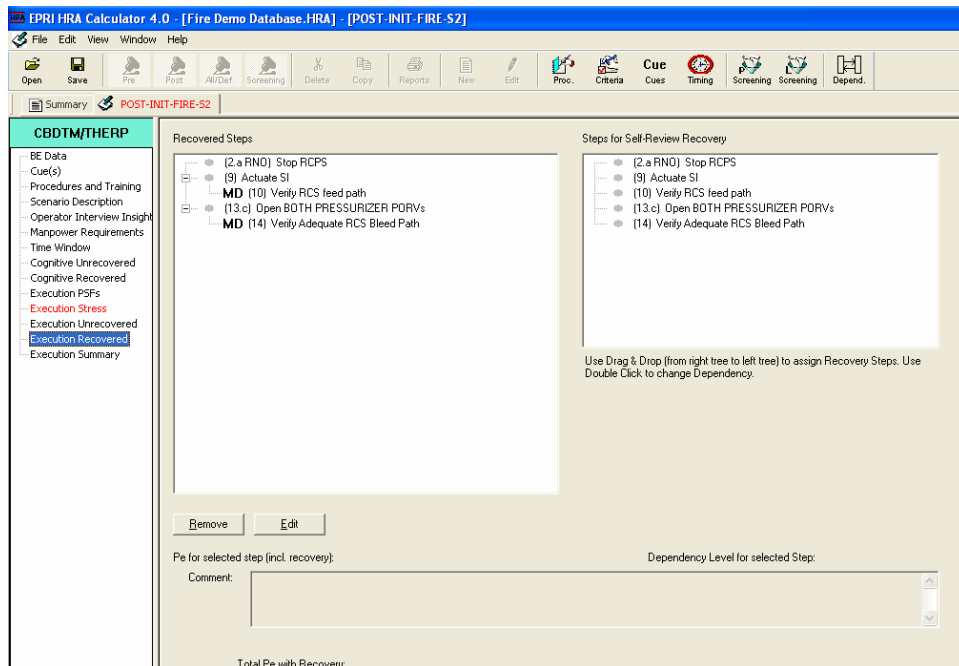 HRA EPRI HRA Calculator 4.0 - [Fire Demo Database.HRA] - [POST-INIT-FIRE-S2]
File Edit View Window Help
Open Save Pre Post All/Def. Screening Delete Copy Reports New Edit Proc. Criteria Cue Cues Timing P Screening i Screening Depend.
Summary POST-INIT-FIRE-S2
CBDTM/THERP
BE Data
Cue(s)
Procedures and Training
Scenario Description
Operator Interview Insight
Manpower Requirements
Time Window
Cognitive Unrecovered
Cognitive Recovered
Execution PSFs
Execution Stress
Execution Unrecovered
Execution Recovered
Execution Summary
Recovered Steps
(2.a RNO) Stop RCPS
(9) Actuate SI
MD (10) Verify RCS feed path
(13.c) Open BOTH PRESSURIZER PORVs
MD (14) Verify Adequate RCS Bleed Path
Steps for Self-Review Recovery
(2.a RNO) Stop RCPS
(9) Actuate SI
(10) Verify RCS feed path
(13.c) Open BOTH PRESSURIZER PORVs
(14) Verify Adequate RCS Bleed Path
Use Drag & Drop (from right tree to left tree) to assign Recovery Steps. Use
Double Click to change Dependency.
Remove Edit
Pe for selected step (incl. recovery): Dependency Level for selected Step:
Comment:
Total Pe with Recovery: